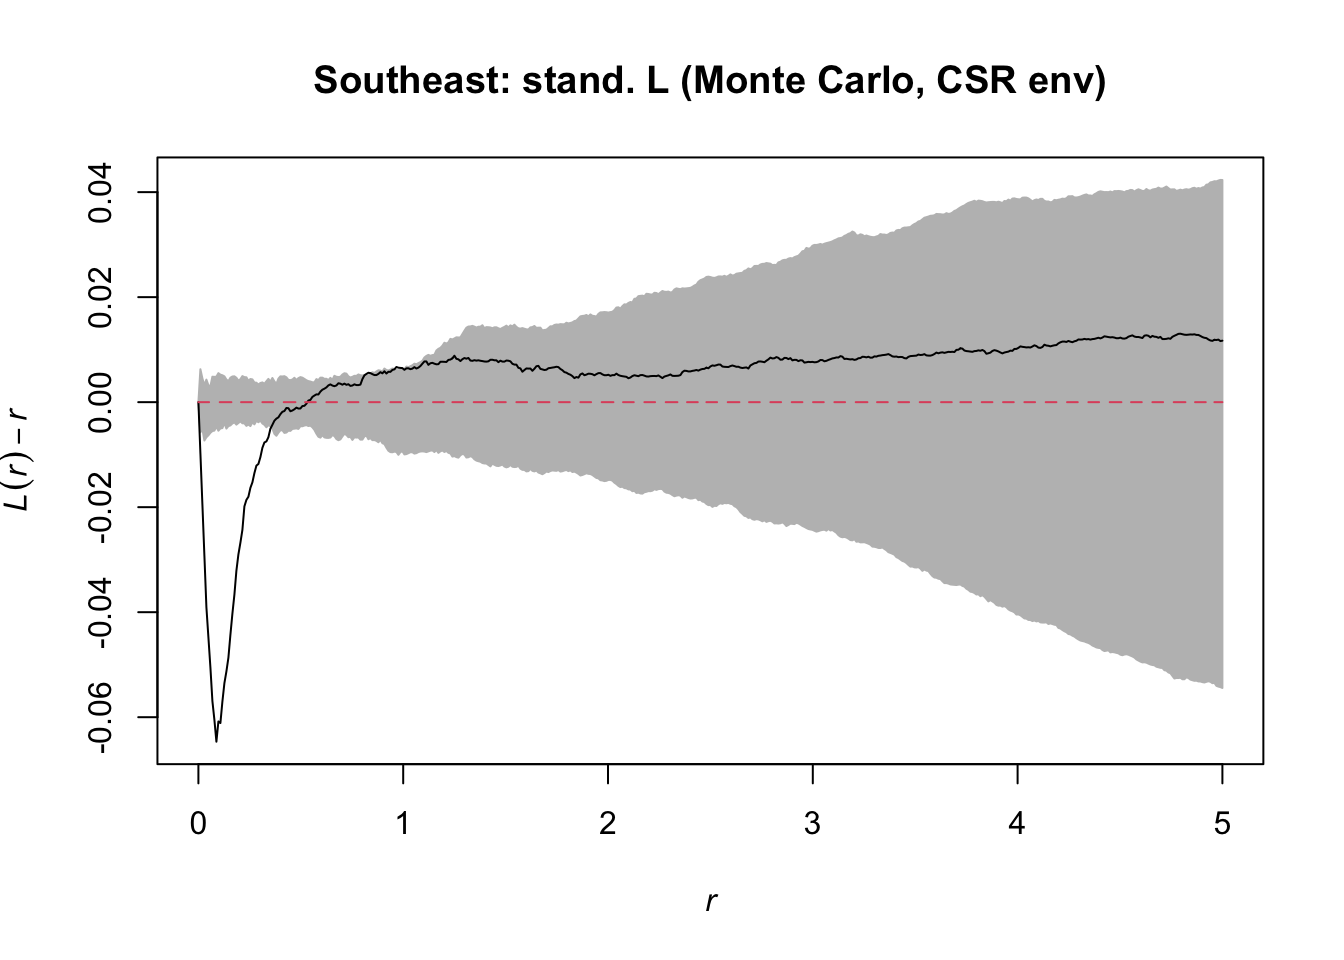 Southeast: stand. L (Monte Carlo, CSR env)
0.04
0.02
0.00
-0.02
-0.04
-0.06
L(r) − r
0 1 2 3 4 5
r